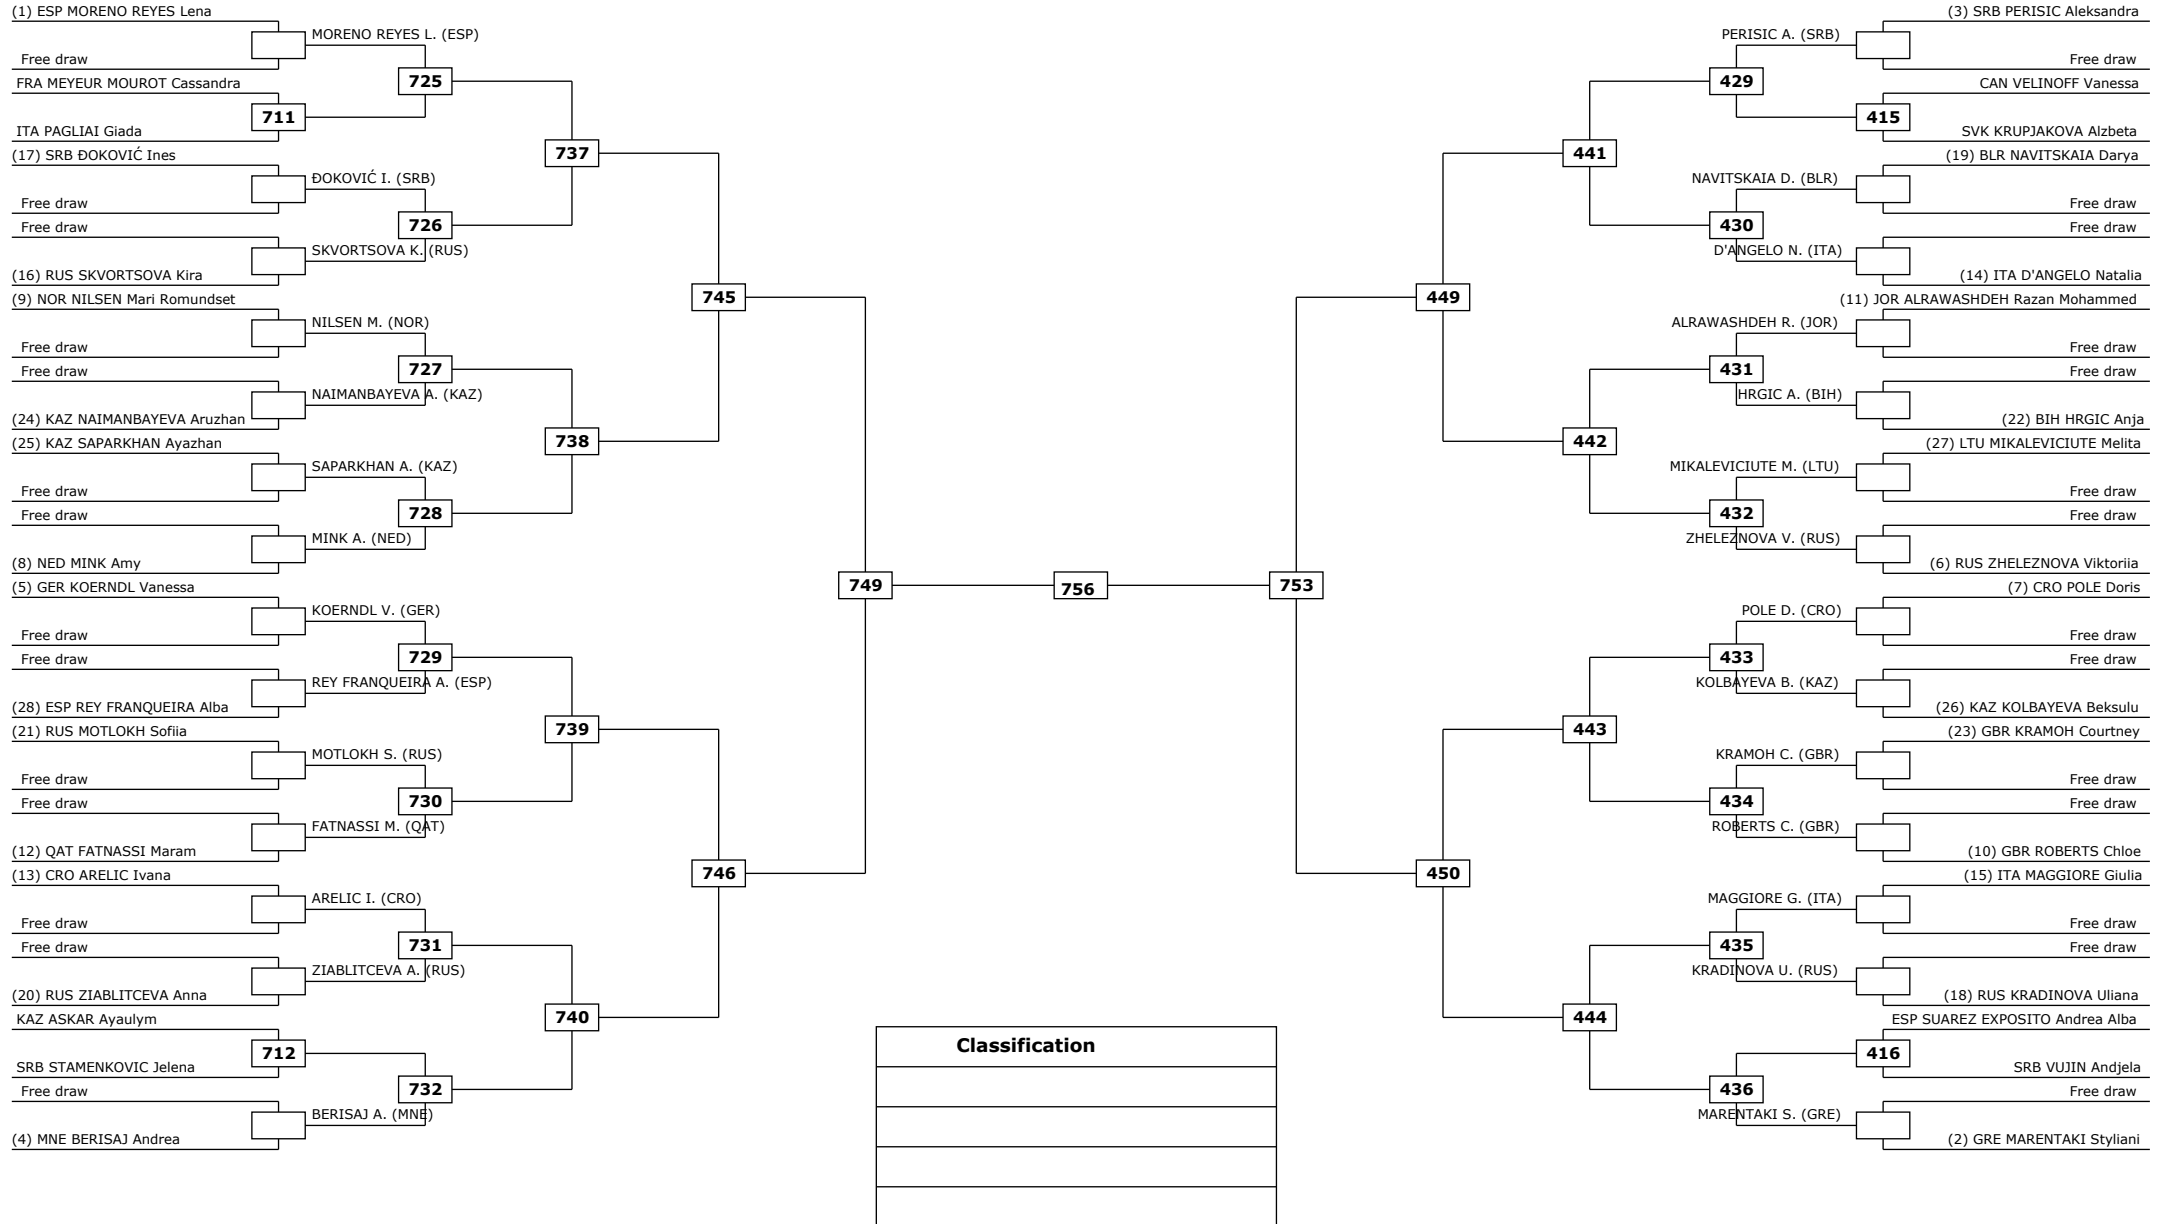 (1) ESP MORENO REYES Lena
MORENO REYES L. (ESP)
Free draw
725
FRA MEYEUR MOUROT Cassandra
711
ITA PAGLIAI Giada
737
(17) SRB ĐOKOVIĆ Ines
ĐOKOVIĆ I. (SRB)
Free draw
726
Free draw
SKVORTSOVA K. (RUS)
(16) RUS SKVORTSOVA Kira
745
(9) NOR NILSEN Mari Romundset
NILSEN M. (NOR)
Free draw
727
Free draw
NAIMANBAYEVA A. (KAZ)
(24) KAZ NAIMANBAYEVA Aruzhan
738
(25) KAZ SAPARKHAN Ayazhan
SAPARKHAN A. (KAZ)
Free draw
728
Free draw
MINK A. (NED)
(8) NED MINK Amy
749
(5) GER KOERNDL Vanessa
KOERNDL V. (GER)
Free draw
729
Free draw
REY FRANQUEIRA A. (ESP)
(28) ESP REY FRANQUEIRA Alba
739
(21) RUS MOTLOKH Sofiia
MOTLOKH S. (RUS)
Free draw
730
Free draw
FATNASSI M. (QAT)
(12) QAT FATNASSI Maram
746
(13) CRO ARELIC Ivana
ARELIC I. (CRO)
Free draw
731
Free draw
ZIABLITCEVA A. (RUS)
(20) RUS ZIABLITCEVA Anna
740
KAZ ASKAR Ayaulym
712
SRB STAMENKOVIC Jelena
732
Free draw
BERISAJ A. (MNE)
(4) MNE BERISAJ Andrea
756
(3) SRB PERISIC Aleksandra
PERISIC A. (SRB)
Free draw
429
CAN VELINOFF Vanessa
415
SVK KRUPJAKOVA Alzbeta
441
(19) BLR NAVITSKAIA Darya
NAVITSKAIA D. (BLR)
Free draw
430
Free draw
D'ANGELO N. (ITA)
(14) ITA D'ANGELO Natalia
449
(11) JOR ALRAWASHDEH Razan Mohammed
ALRAWASHDEH R. (JOR)
Free draw
431
Free draw
HRGIC A. (BIH)
(22) BIH HRGIC Anja
442
(27) LTU MIKALEVICIUTE Melita
MIKALEVICIUTE M. (LTU)
Free draw
432
Free draw
ZHELEZNOVA V. (RUS)
(6) RUS ZHELEZNOVA Viktoriia
753
(7) CRO POLE Doris
POLE D. (CRO)
Free draw
433
Free draw
KOLBAYEVA B. (KAZ)
(26) KAZ KOLBAYEVA Beksulu
443
(23) GBR KRAMOH Courtney
KRAMOH C. (GBR)
Free draw
434
Free draw
ROBERTS C. (GBR)
(10) GBR ROBERTS Chloe
450
(15) ITA MAGGIORE Giulia
MAGGIORE G. (ITA)
Free draw
435
Free draw
KRADINOVA U. (RUS)
(18) RUS KRADINOVA Uliana
444
ESP SUAREZ EXPOSITO Andrea Alba
416
SRB VUJIN Andjela
436
Free draw
MARENTAKI S. (GRE)
(2) GRE MARENTAKI Styliani
Classification